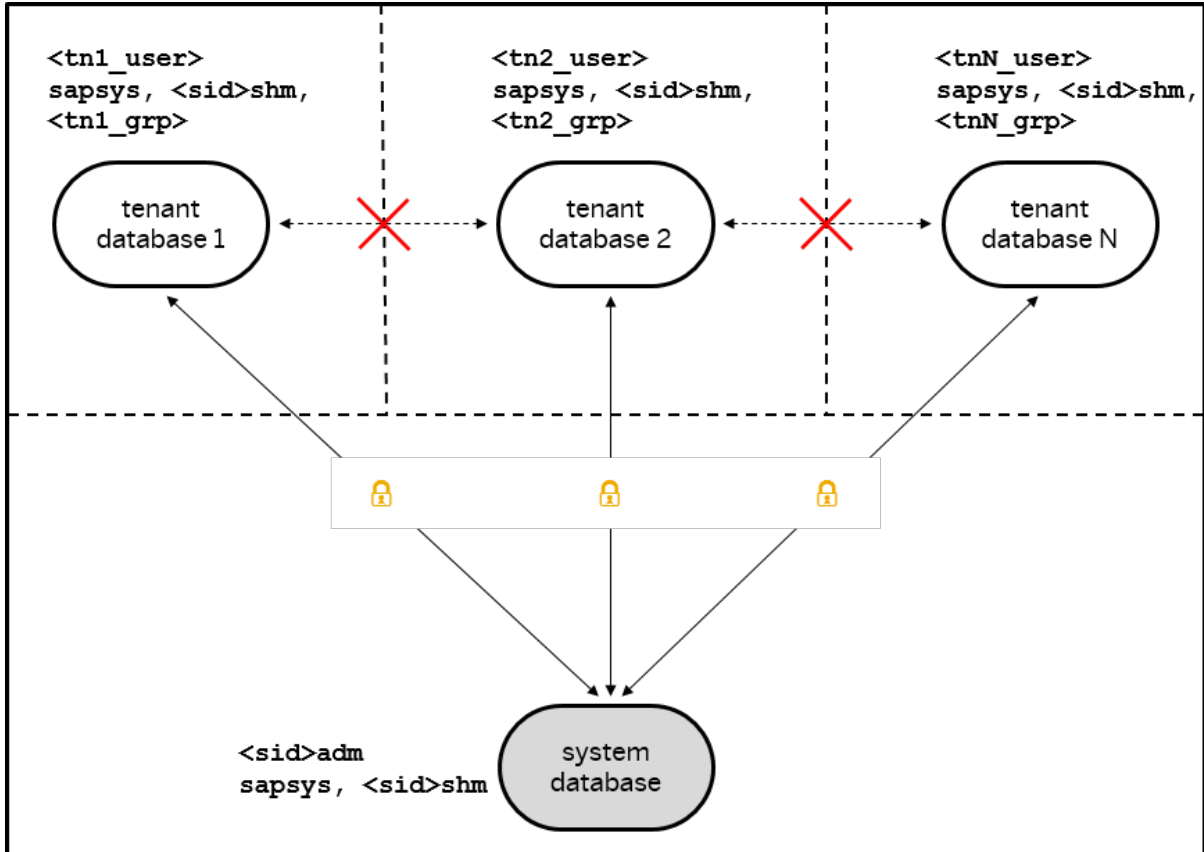 <tn1_user>
sapsys, <sid>shm,
<tn1_grp>
tenant
database 1
<tn2_user>
sapsys, <sid>shm,
<tn2_grp>
tenant
database 2
<tnN_user>
sapsys, <sid>shm,
<tnN_grp>
tenant
database N
<sid>adm
sapsys, <sid>shm
system
database